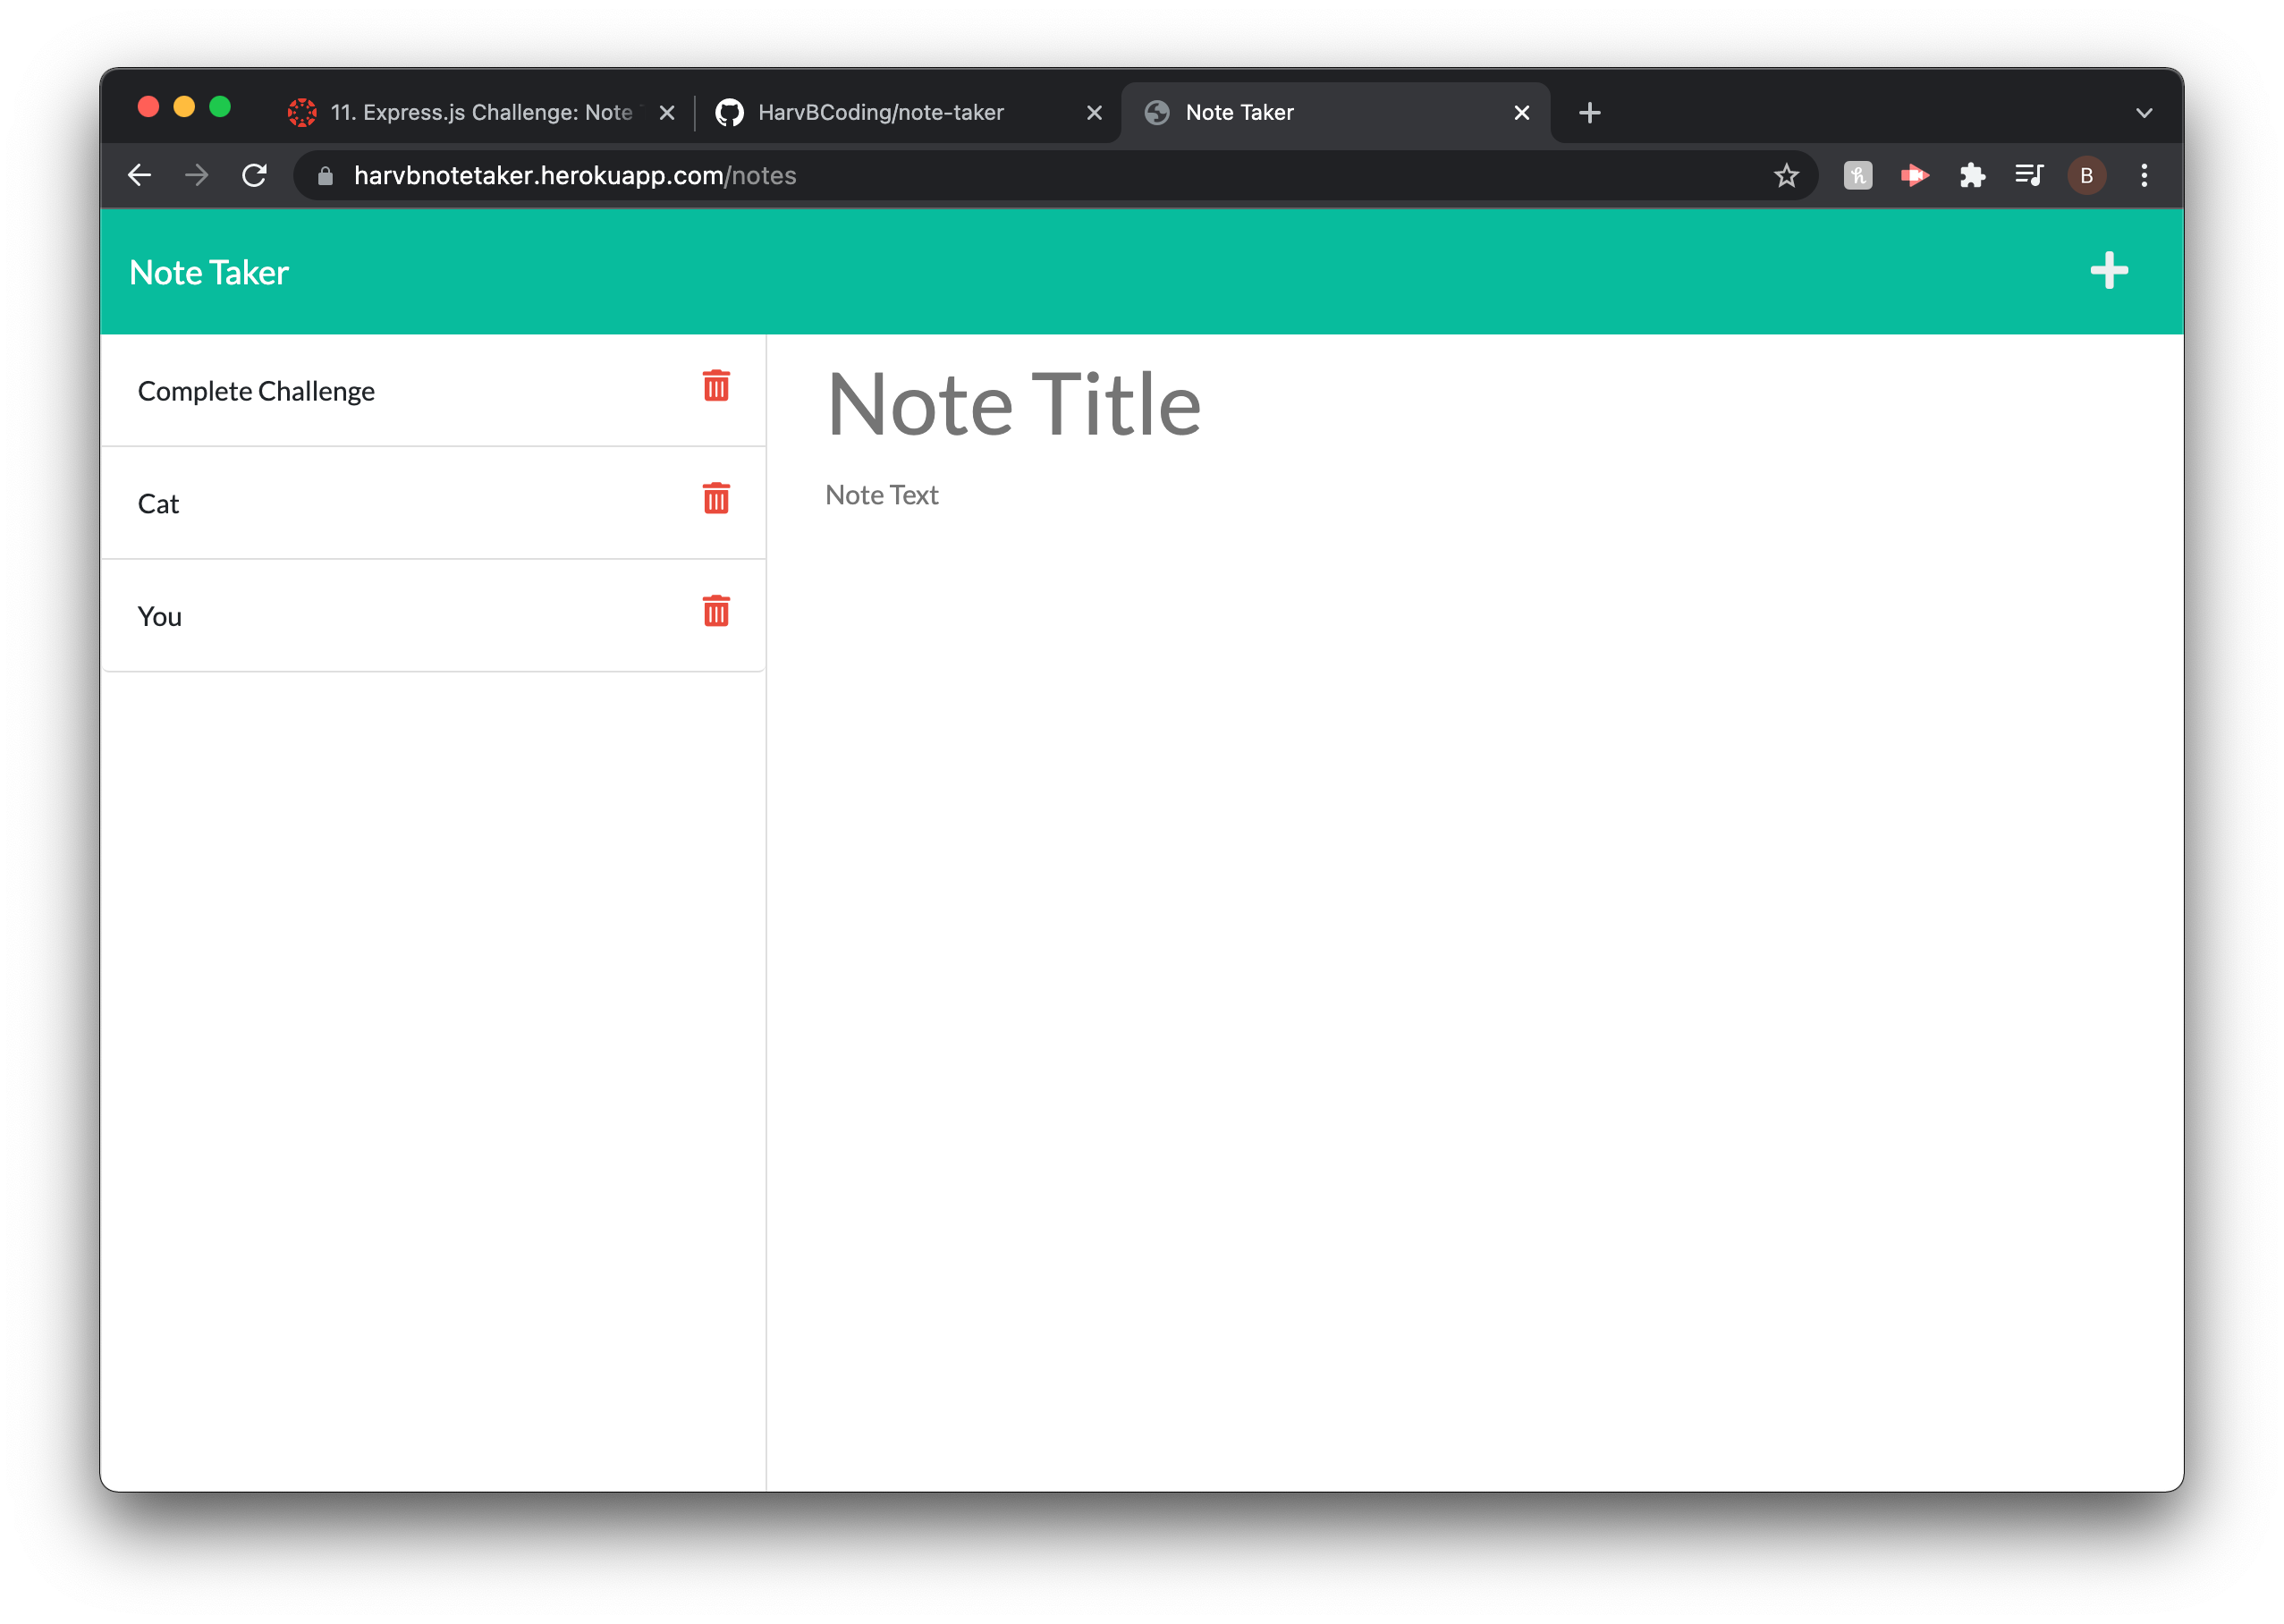 11. Express.js Challenge: Note
HarvBCoding/note-taker
Note Taker
harvbnotetaker.herokuapp.com/notes
B
Note Taker
Complete Challenge
Cat
You
Note Title
Note Text